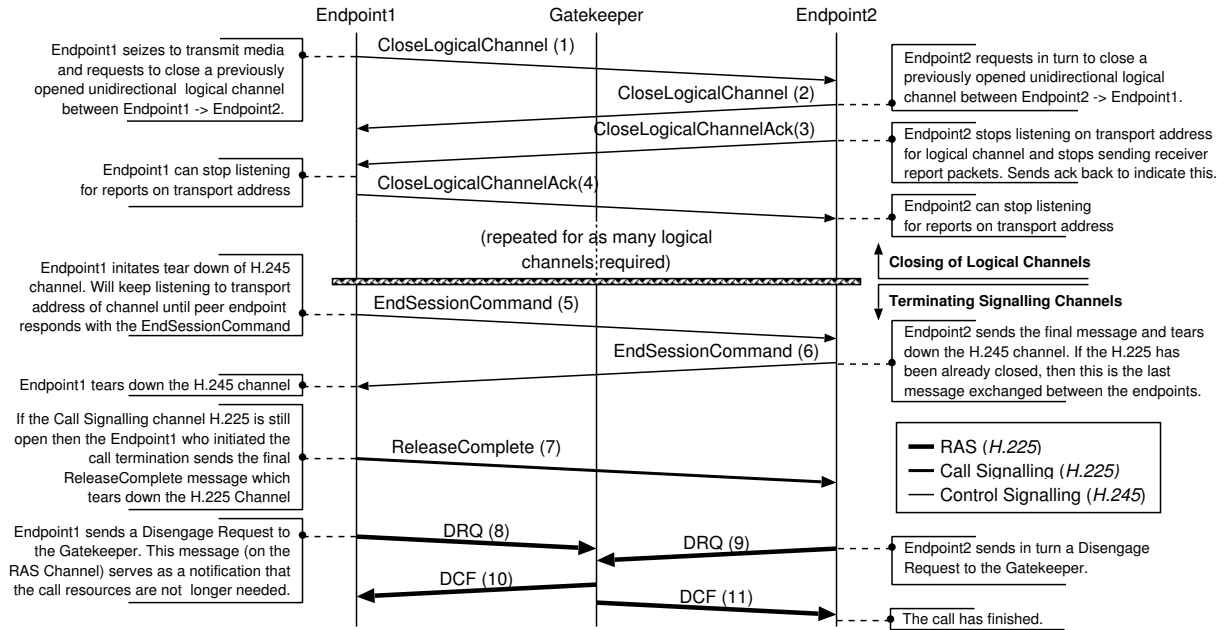 Endpoint1
Gatekeeper
Endpoint2
Endpoint1 seizes to transmit media
and requests to close a previously
opened unidirectional logical channel
between Endpoint1 -> Endpoint2.
CloseLogicalChannel (1)
Endpoint2 requests in turn to close a
previously opened unidirectional logical
channel between Endpoint2 -> Endpoint1.
CloseLogicalChannel (2)
CloseLogicalChannelAck(3)
Endpoint2 stops listening on transport address
for logical channel and stops sending receiver
report packets. Sends ack back to indicate this.
Endpoint1 can stop listening
for reports on transport address
CloseLogicalChannelAck(4)
Endpoint2 can stop listening
for reports on transport address
(repeated for as many logical
channels required)
Closing of Logical Channels
Terminating Signalling Channels
Endpoint1 initates tear down of H.245
channel. Will keep listening to transport
address of channel until peer endpoint
responds with the EndSessionCommand
EndSessionCommand (5)
EndSessionCommand (6)
Endpoint2 sends the final message and tears
down the H.245 channel. If the H.225 has
been already closed, then this is the last
message exchanged between the endpoints.
Endpoint1 tears down the H.245 channel
If the Call Signalling channel H.225 is still
open then the Endpoint1 who initiated the
call termination sends the final
ReleaseComplete message which
tears down the H.225 Channel
ReleaseComplete (7)
RAS (H.225)
Call Signalling (H.225)
Control Signalling (H.245)
Endpoint1 sends a Disengage Request to
the Gatekeeper. This message (on the
RAS Channel) serves as a notification that
the call resources are not longer needed.
DRQ (8)
DRQ (9)
Endpoint2 sends in turn a Disengage
Request to the Gatekeeper.
DCF (10)
DCF (11)
The call has finished.